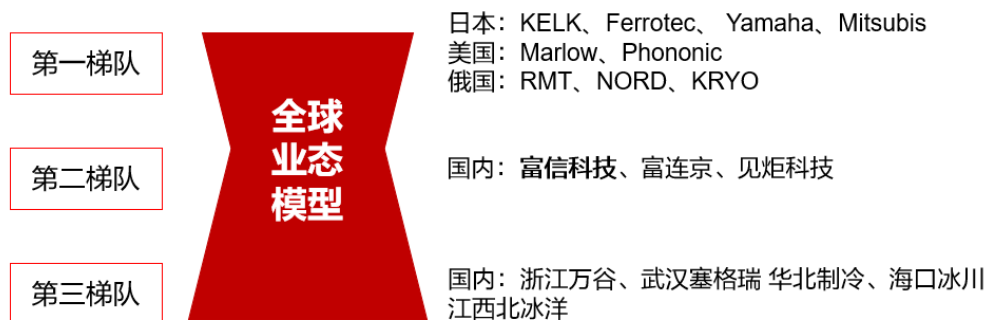 第一梯队
日本：KELK、Ferrotec、 Yamaha、Mitsubis
美国：Marlow、Phononic
俄国：RMT、NORD、KRYO
全球
业态
模型
第二梯队
国内：富信科技、富连京、见炬科技
第三梯队
国内：浙江万谷、武汉塞格瑞 华北制冷、海口冰川
江西北冰洋